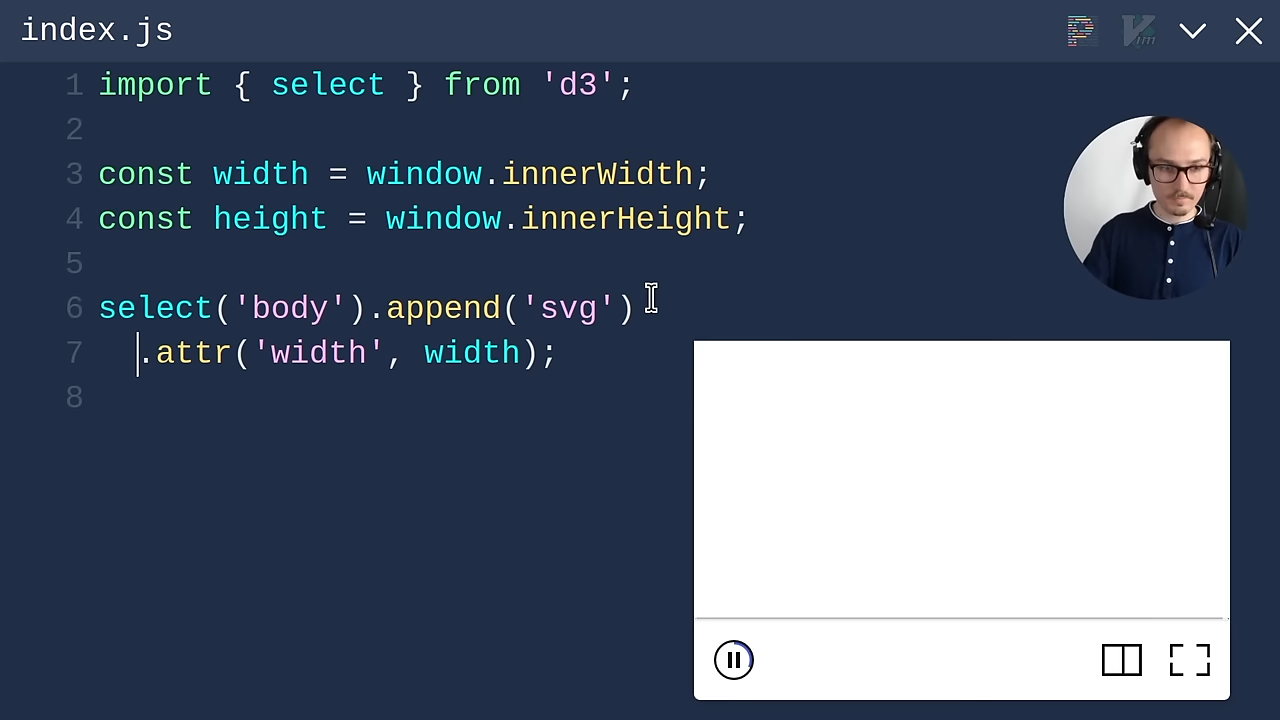 index.js
1 import { select } from 'd3';
2
3 const width = window.innerWidth;
4 const height = window.innerHeight;
5
6 select('body').append('svg')
7   .attr('width', width);
8
Vim